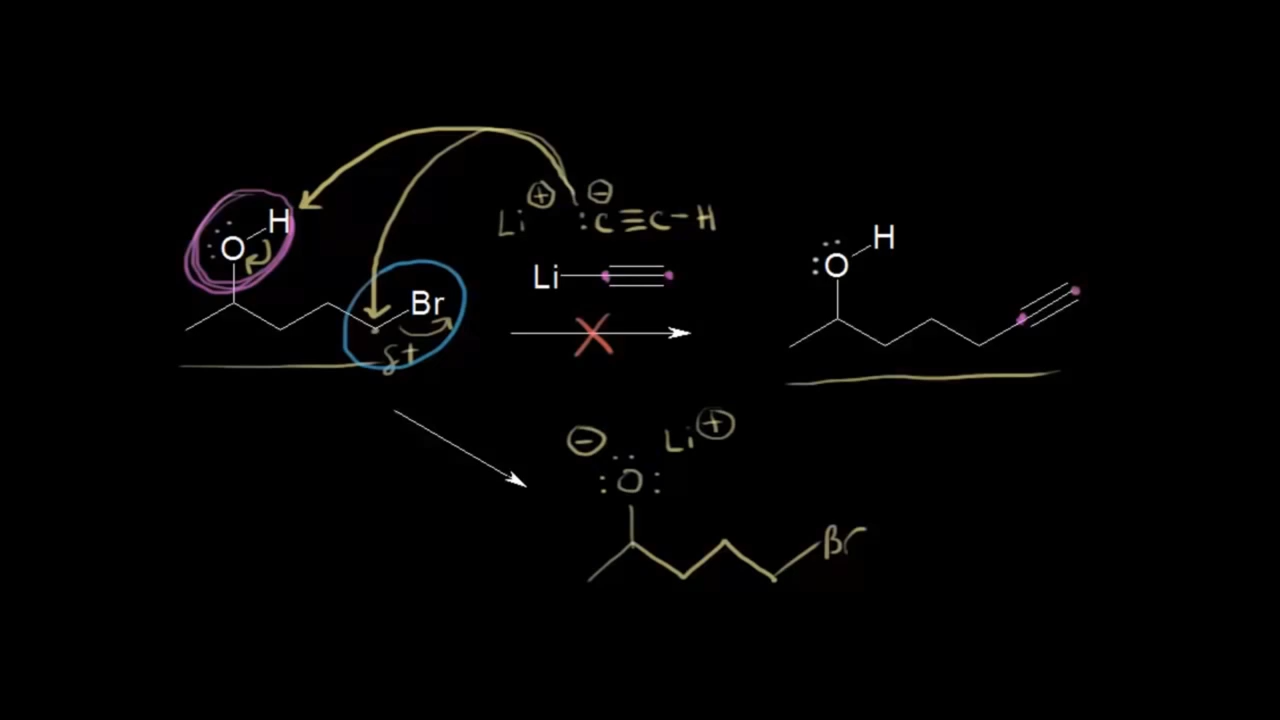 Li⊕ ⊖:C≡C-H
H
:Ö
H
:Ö
Li
Br
δ+
⊖ Li⊕
:Ö:
Br